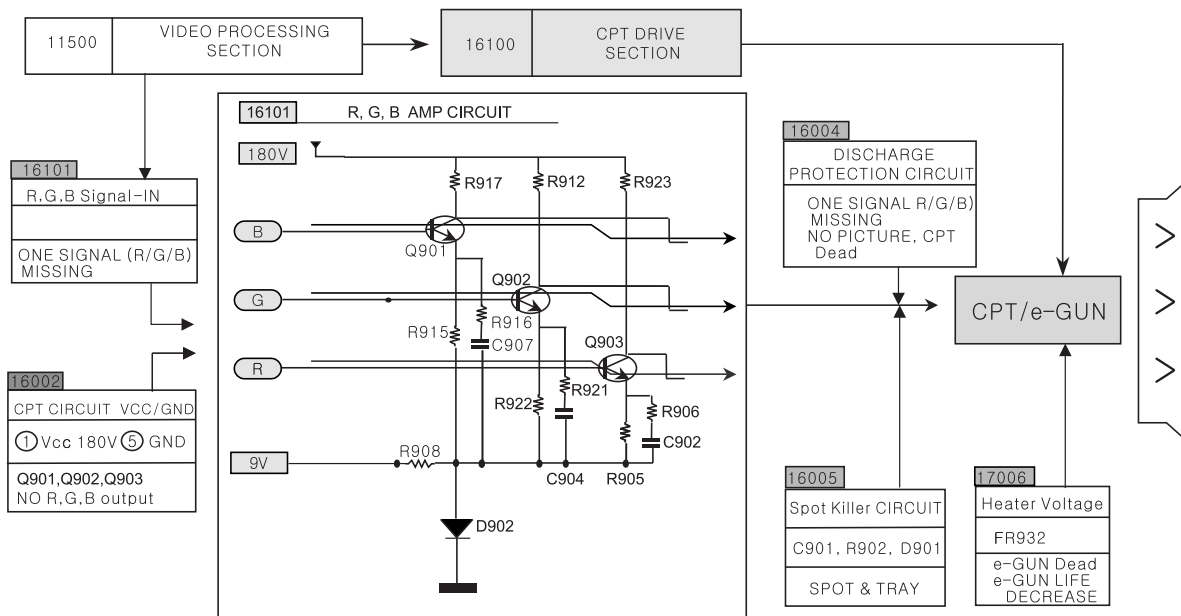 11500
VIDEO PROCESSING
SECTION
16100
CPT DRIVE
SECTION
16101
R, G, B AMP CIRCUIT
180V
R917
R912
R923
B
Q901
Q902
G
R916
R915
C907
Q903
R
R921
R922
R906
C902
9V
R908
C904
R905
D902
16101
R,G,B Signal-IN
ONE SIGNAL (R/G/B)
MISSING
16002
CPT CIRCUIT VCC/GND
① Vcc 180V ⑤ GND
Q901,Q902,Q903
NO R,G,B output
16004
DISCHARGE
PROTECTION CIRCUIT
ONE SIGNAL R/G/B)
MISSING
NO PICTURE, CPT
Dead
CPT/e-GUN
16005
Spot Killer CIRCUIT
C901, R902, D901
SPOT & TRAY
17006
Heater Voltage
FR932
e-GUN Dead
e-GUN LIFE
DECREASE